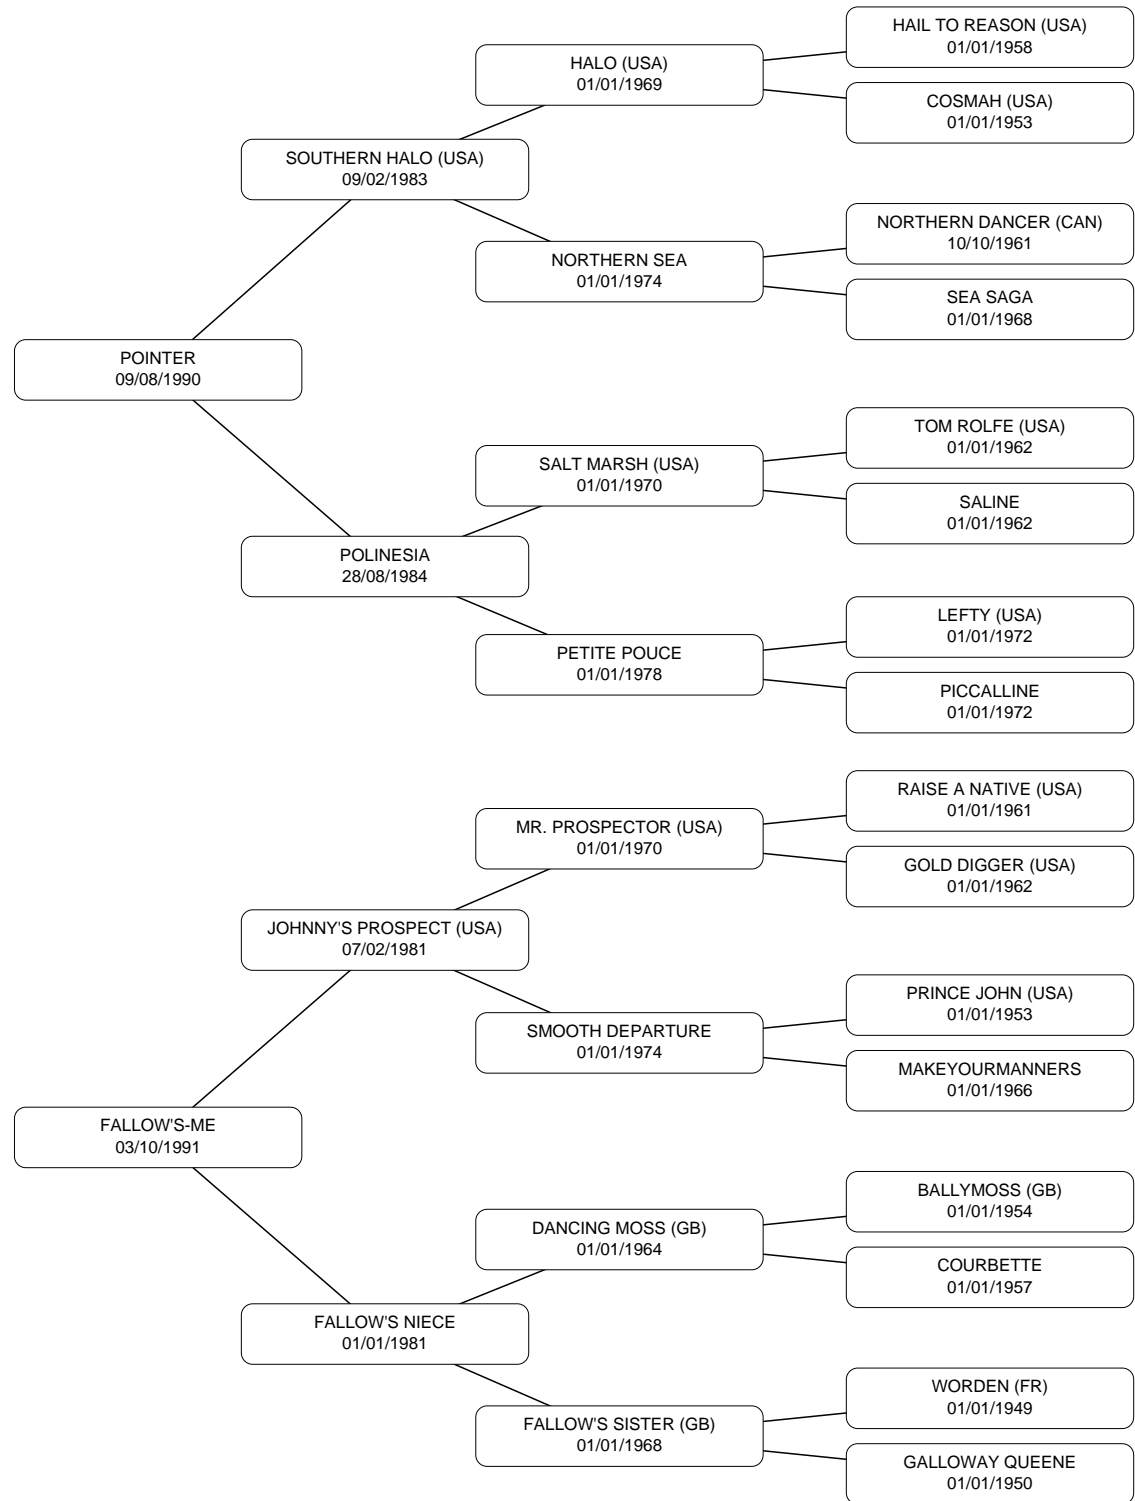 HAIL TO REASON (USA)
01/01/1958
HALO (USA)
01/01/1969
COSMAH (USA)
01/01/1953
SOUTHERN HALO (USA)
09/02/1983
NORTHERN DANCER (CAN)
10/10/1961
NORTHERN SEA
01/01/1974
SEA SAGA
01/01/1968
POINTER
09/08/1990
TOM ROLFE (USA)
01/01/1962
SALT MARSH (USA)
01/01/1970
SALINE
01/01/1962
POLINESIA
28/08/1984
LEFTY (USA)
01/01/1972
PETITE POUCE
01/01/1978
PICCALLINE
01/01/1972
RAISE A NATIVE (USA)
01/01/1961
MR. PROSPECTOR (USA)
01/01/1970
GOLD DIGGER (USA)
01/01/1962
JOHNNY'S PROSPECT (USA)
07/02/1981
PRINCE JOHN (USA)
01/01/1953
SMOOTH DEPARTURE
01/01/1974
MAKEYOURMANNERS
01/01/1966
FALLOW'S-ME
03/10/1991
BALLYMOSS (GB)
01/01/1954
DANCING MOSS (GB)
01/01/1964
COURBETTE
01/01/1957
FALLOW'S NIECE
01/01/1981
WORDEN (FR)
01/01/1949
FALLOW'S SISTER (GB)
01/01/1968
GALLOWAY QUEENE
01/01/1950